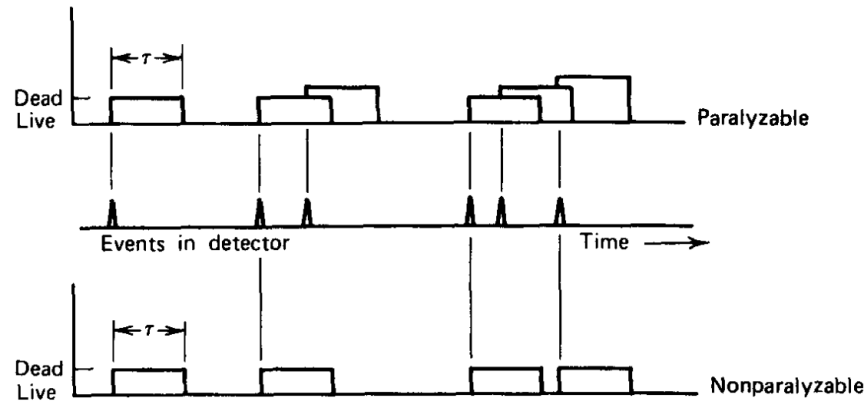 τ
Dead
Live
Paralyzable
Events in detector
Time
τ
Dead
Live
Nonparalyzable